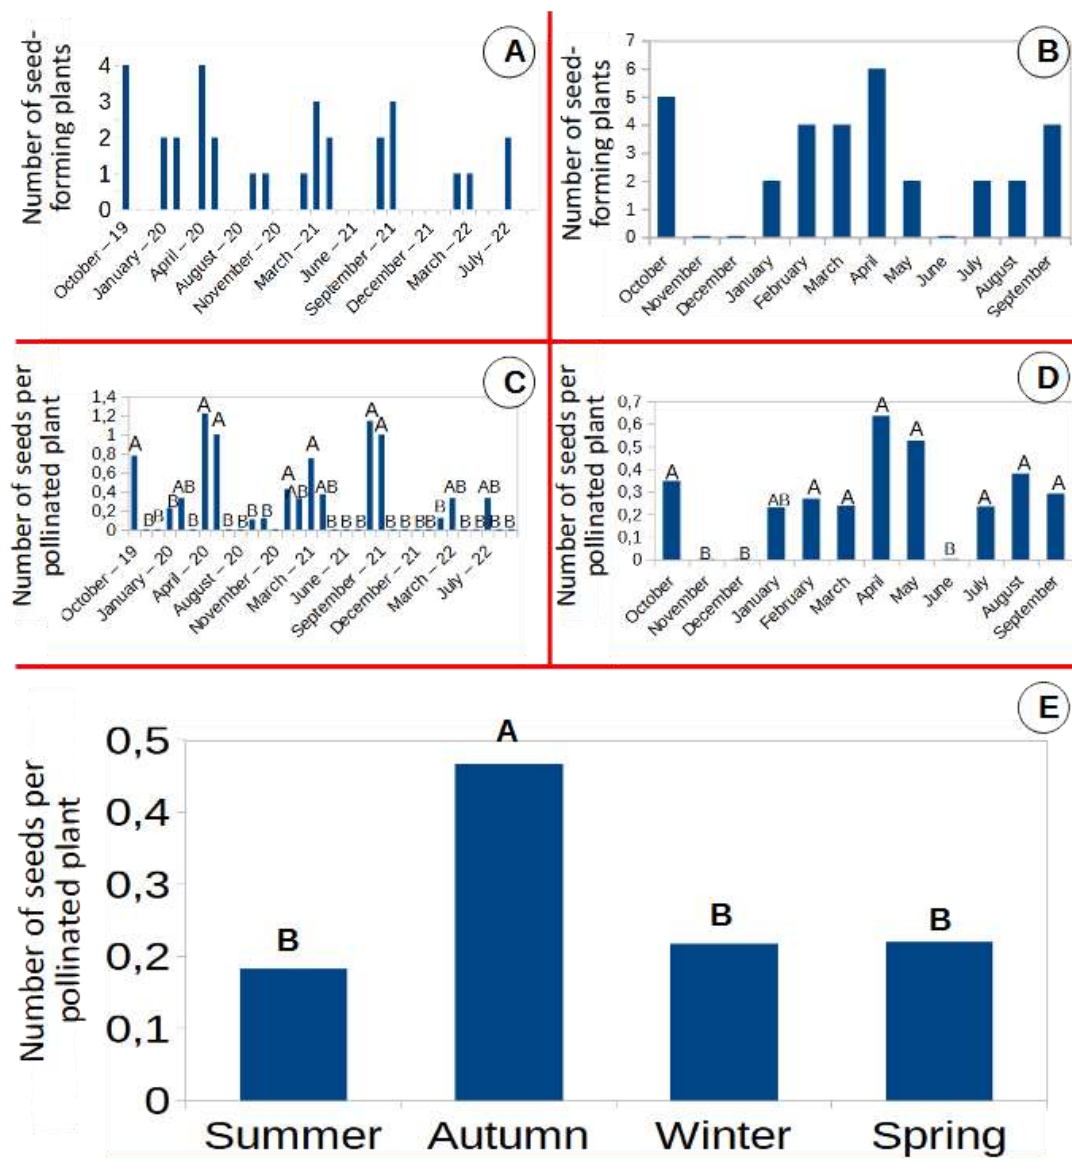 A
Number of seed-
forming plants
4
3
2
1
0
October – 19
January – 20
April – 20
August – 20
November – 20
March – 21
June – 21
September – 21
December – 21
March – 22
July – 22
B
Number of seed-
forming plants
7
6
5
4
3
2
1
0
October
November
December
January
February
March
April
May
June
July
August
September
C
Number of seeds per
pollinated plant
1,4
1,2
1
0,8
0,6
0,4
0,2
0
A
B
B
B
AB
B
A
A
B
B
B
B
A
AB
A
AB
B
B
B
A
A
B
B
B
B
B
AB
B
B
AB
B
B
October – 19
January – 20
April – 20
August – 20
November – 20
March – 21
June – 21
September – 21
December – 21
March – 22
July – 22
D
Number of seeds per
pollinated plant
0,7
0,6
0,5
0,4
0,3
0,2
0,1
0
A
B
B
AB
A
A
A
A
B
A
A
A
October
November
December
January
February
March
April
May
June
July
August
September
E
Number of seeds per
pollinated plant
0,5
0,4
0,3
0,2
0,1
0
B
A
B
B
Summer
Autumn
Winter
Spring